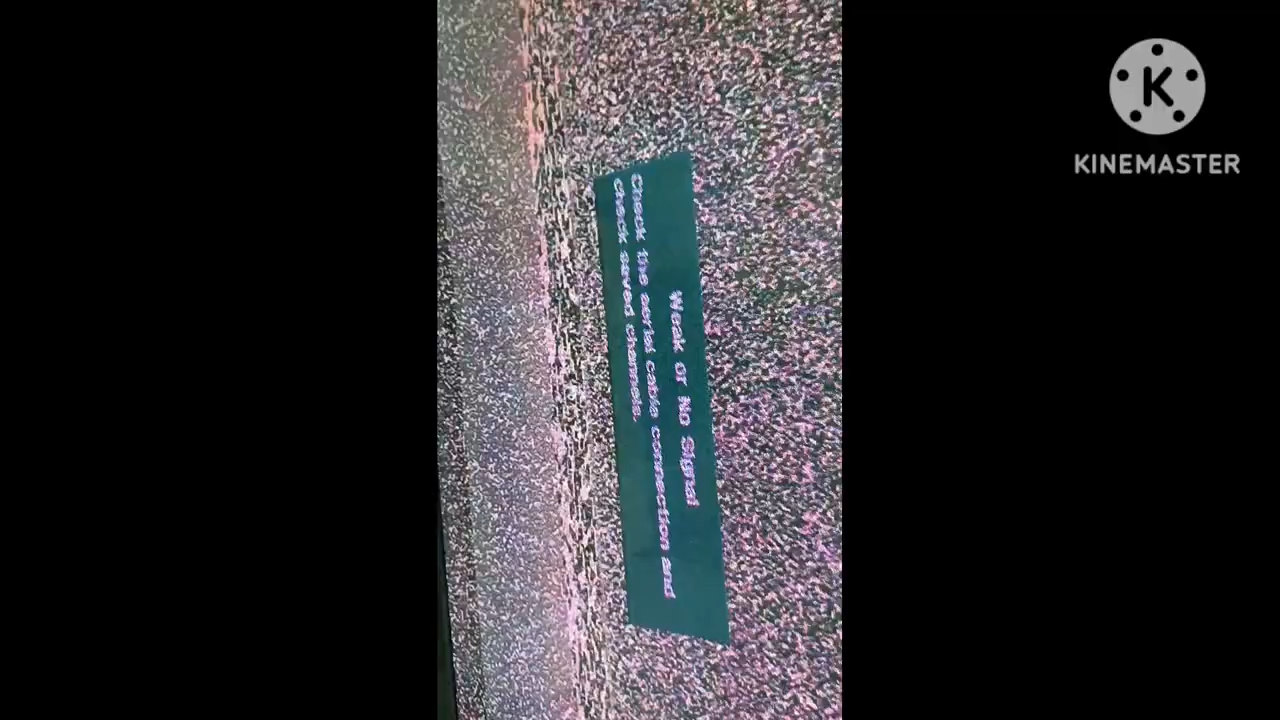 Weak or No Signal
Check the aerial cable connection and
check saved channels.
K
KINEMASTER